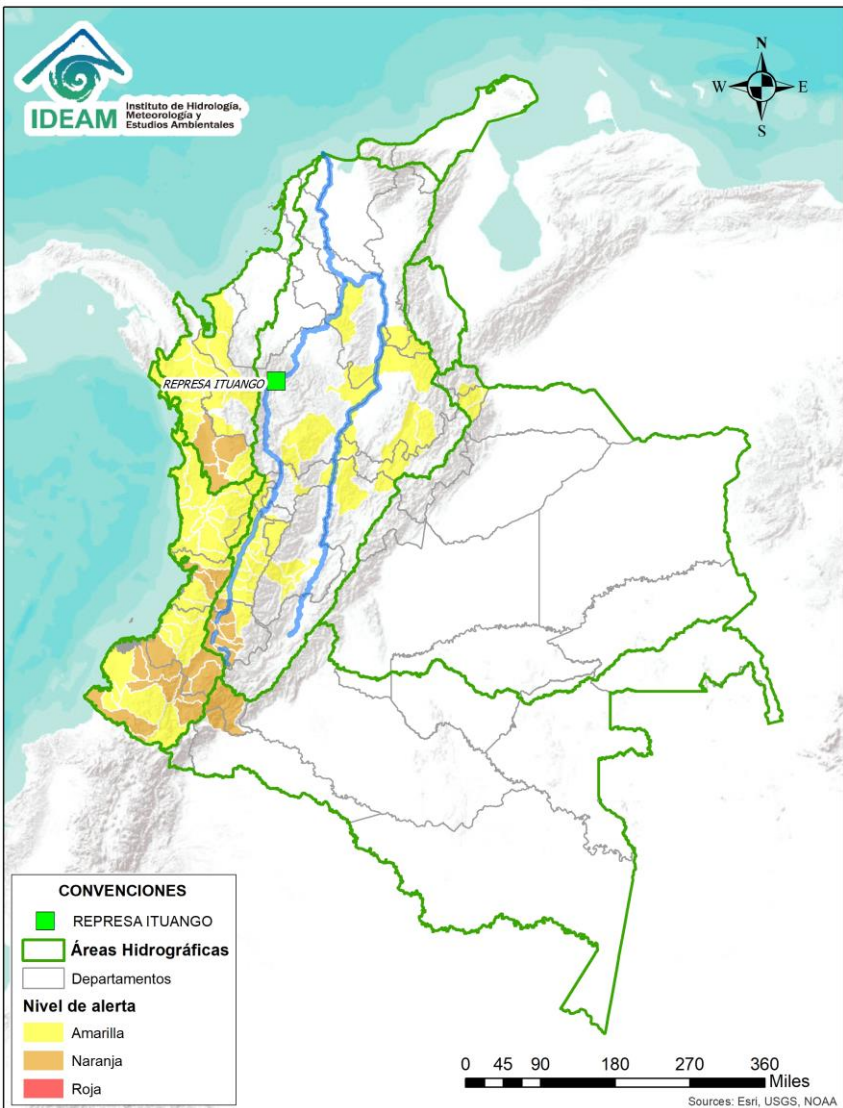 IDEAM
Instituto de Hidrología,
Meteorología y
Estudios Ambientales
N
W
E
S
REPRESA ITUANGO
CONVENCIONES
REPRESA ITUANGO
Áreas Hidrográficas
Departamentos
Nivel de alerta
Amarilla
Naranja
Roja
0 45 90 180 270 360
Miles
Sources: Esri, USGS, NOAA